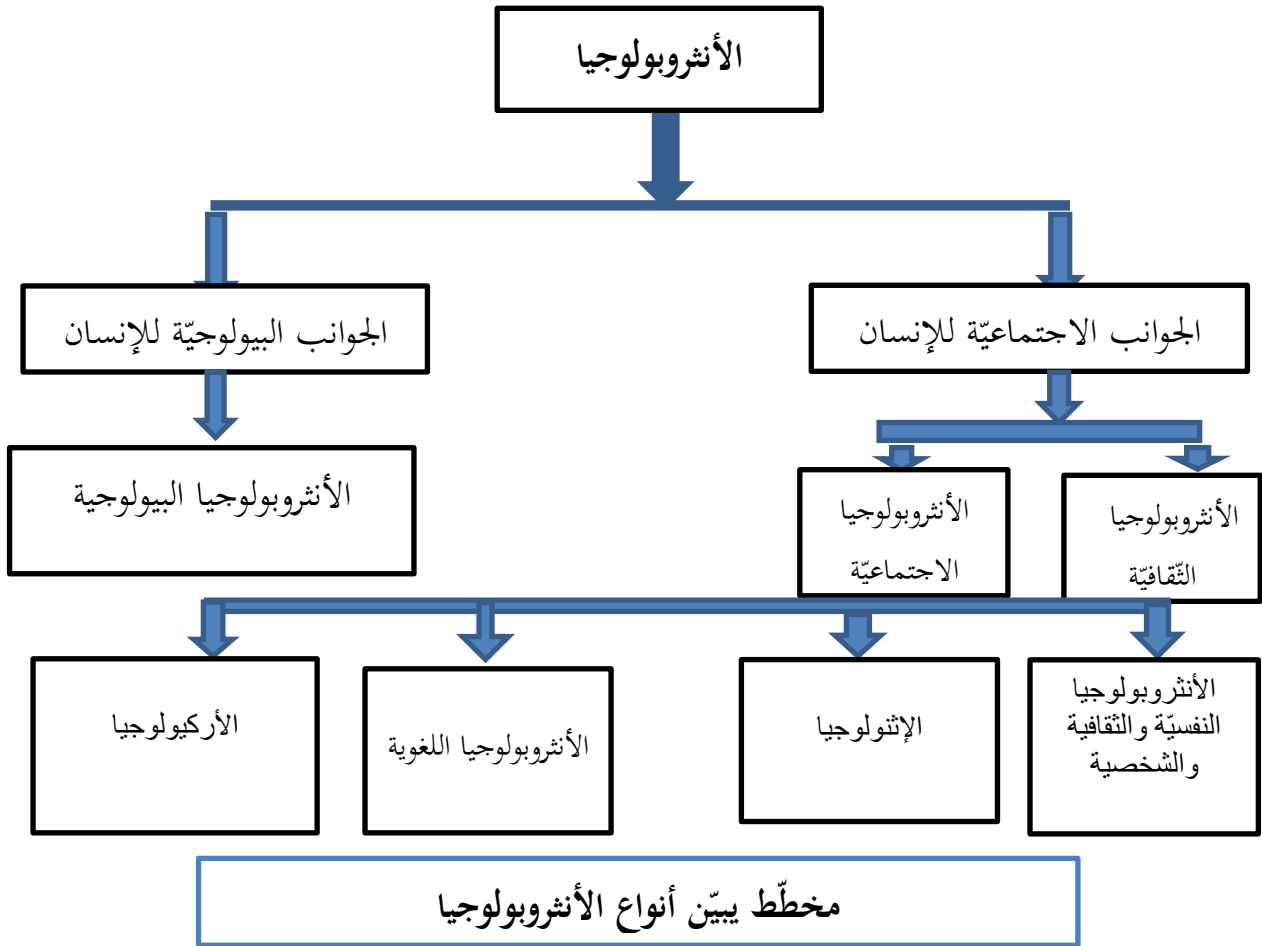 الأنثروبولوجيا
الجوانب الاجتماعيّة للإنسان
الجوانب البيولوجيّة للإنسان
الأنثروبولوجيا
الثّقافيّة
الأنثروبولوجيا
الاجتماعيّة
الأنثروبولوجيا البيولوجية
الأنثروبولوجيا
النفسيّة والثقافية
والشخصية
الإثنولوجيا
الأنثروبولوجيا اللغوية
الأركيولوجيا
مخطّط يبيّن أنواع الأنثروبولوجيا